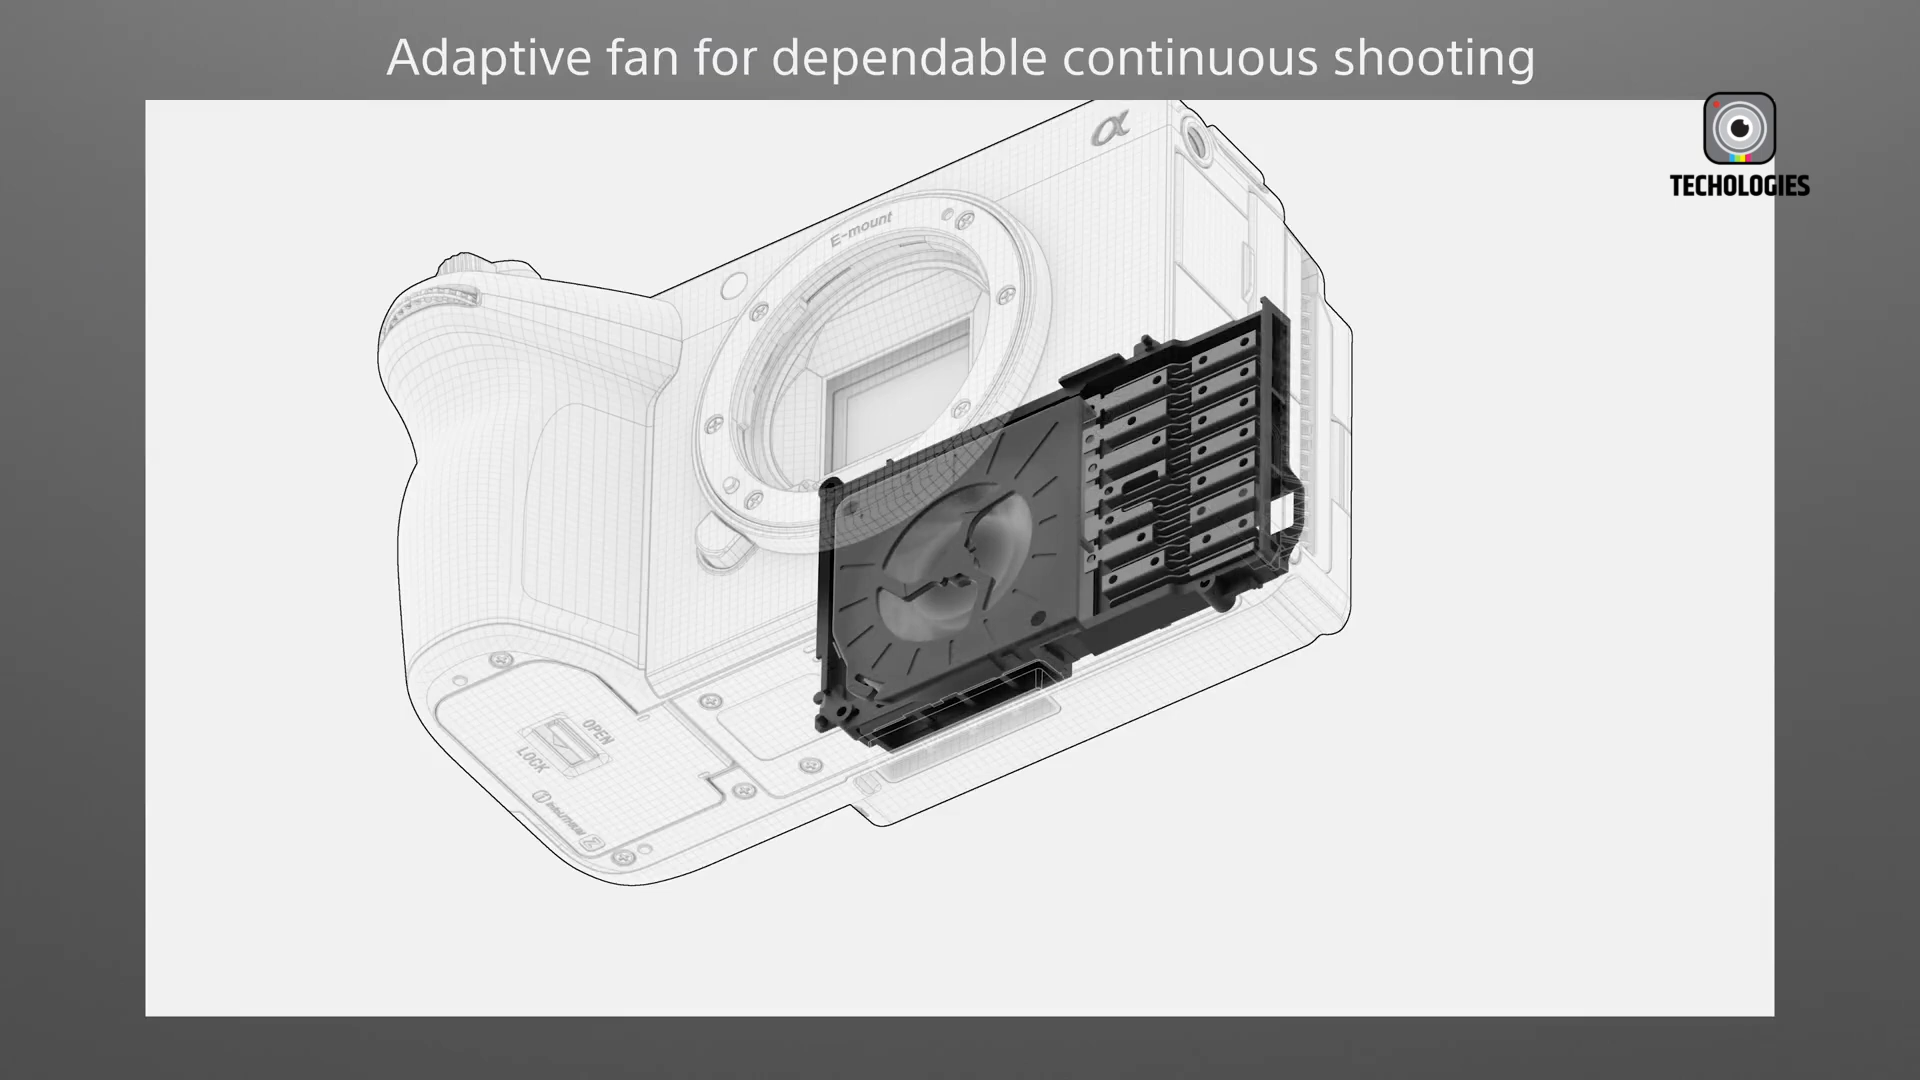 Adaptive fan for dependable continuous shooting
α
TECHOLOGIES
E-mount
OPEN
LOCK